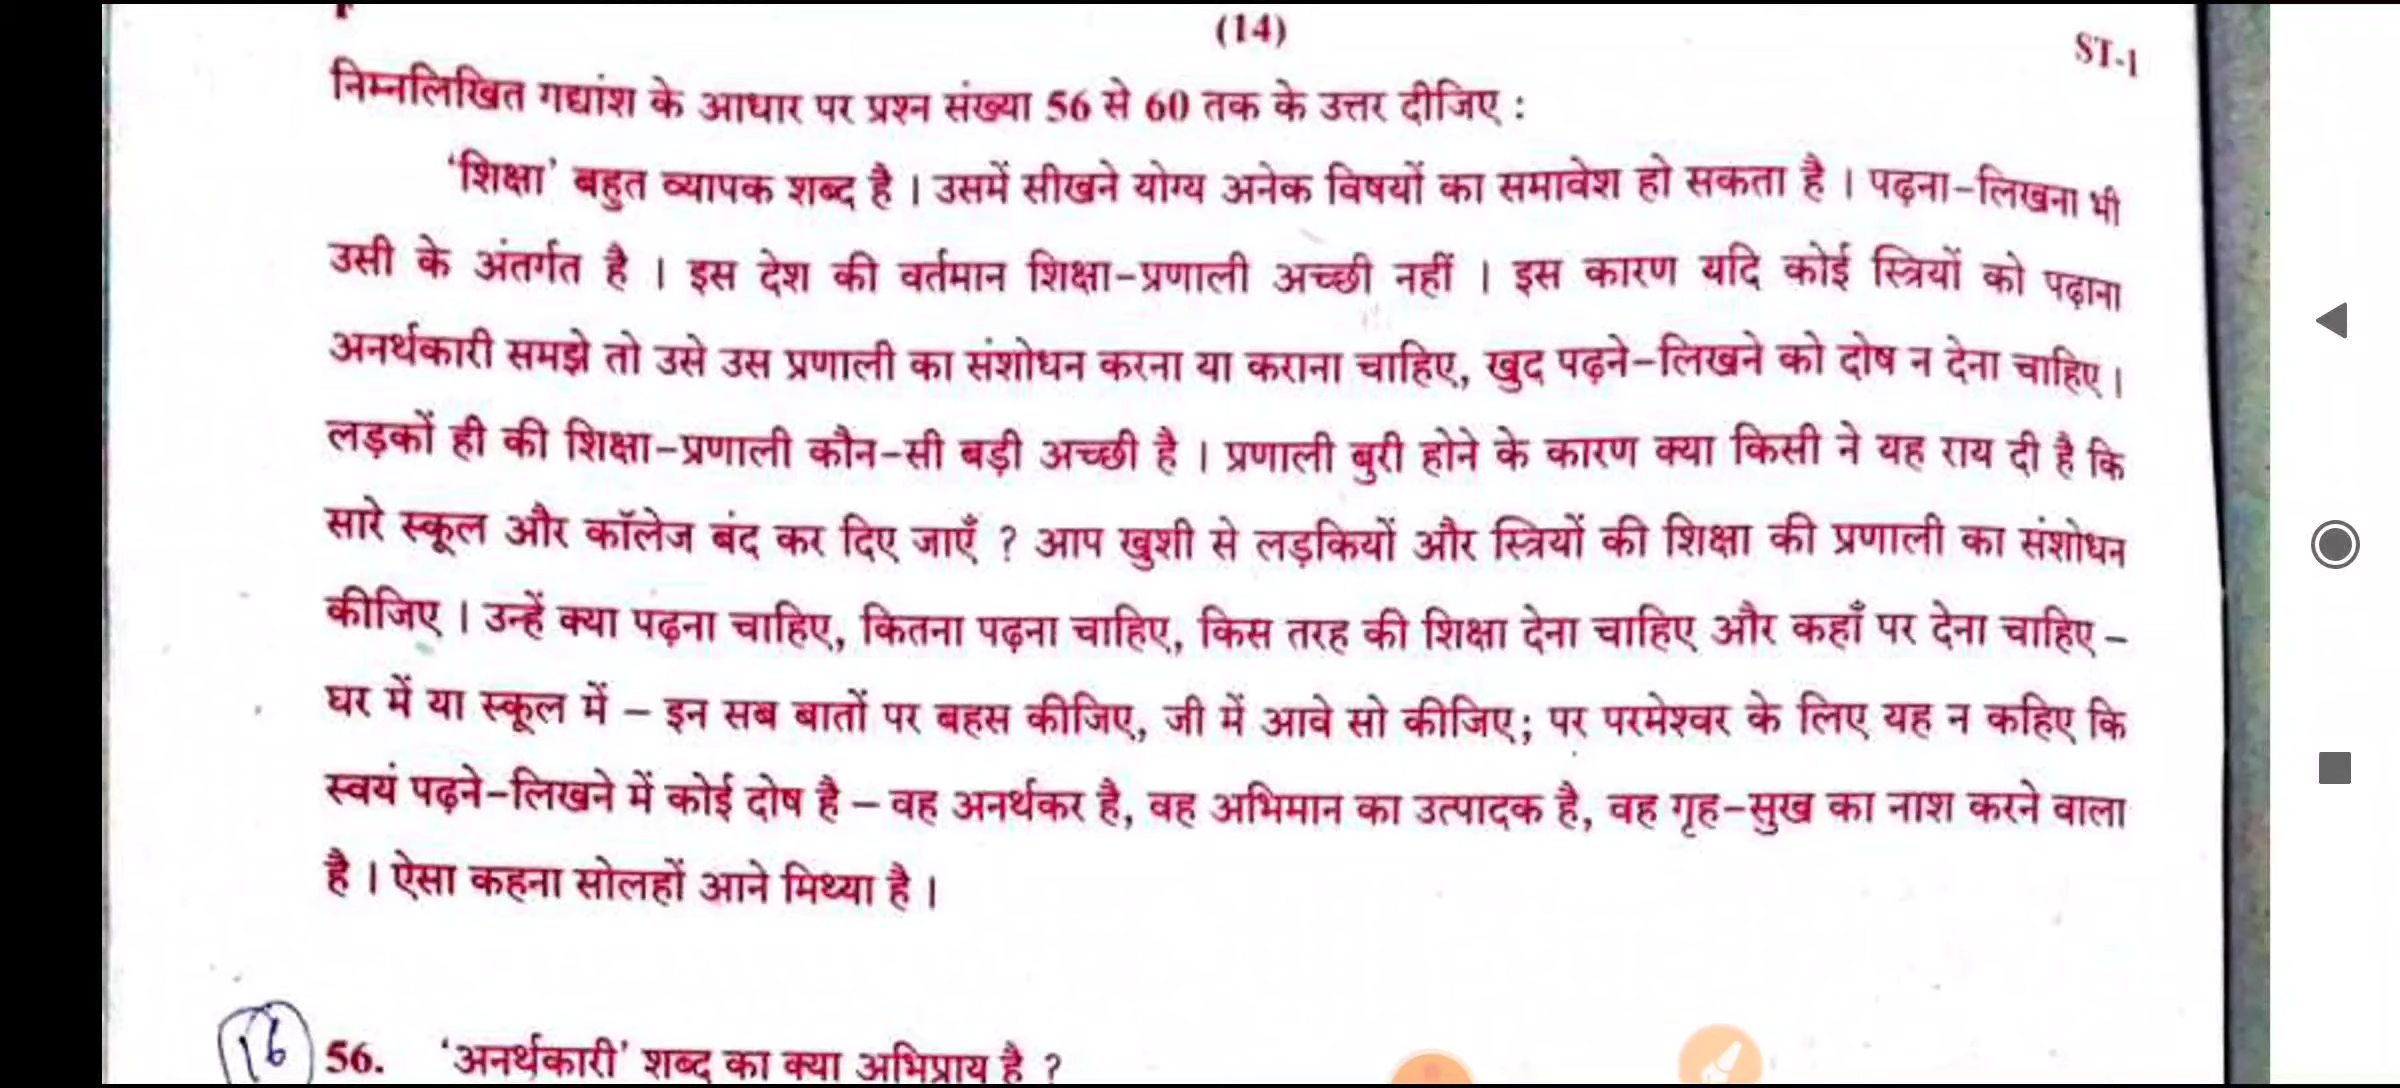 (14)
ST-1
निम्नलिखित गद्यांश के आधार पर प्रश्न संख्या 56 से 60 तक के उत्तर दीजिए :
‘शिक्षा’ बहुत व्यापक शब्द है । उसमें सीखने योग्य अनेक विषयों का समावेश हो सकता है । पढ़ना-लिखना भी
उसी के अंतर्गत है । इस देश की वर्तमान शिक्षा-प्रणाली अच्छी नहीं । इस कारण यदि कोई स्त्रियों को पढ़ाना
अनर्थकारी समझे तो उसे उस प्रणाली का संशोधन करना या कराना चाहिए, खुद पढ़ने-लिखने को दोष न देना चाहिए ।
लड़कों ही की शिक्षा-प्रणाली कौन-सी बड़ी अच्छी है । प्रणाली बुरी होने के कारण क्या किसी ने यह राय दी है कि
सारे स्कूल और कॉलेज बंद कर दिए जाएँ ? आप खुशी से लड़कियों और स्त्रियों की शिक्षा की प्रणाली का संशोधन
कीजिए । उन्हें क्या पढ़ना चाहिए, कितना पढ़ना चाहिए, किस तरह की शिक्षा देना चाहिए और कहाँ पर देना चाहिए –
घर में या स्कूल में – इन सब बातों पर बहस कीजिए, जी में आवे सो कीजिए; पर परमेश्वर के लिए यह न कहिए कि
स्वयं पढ़ने-लिखने में कोई दोष है – वह अनर्थकर है, वह अभिमान का उत्पादक है, वह गृह-सुख का नाश करने वाला
है । ऐसा कहना सोलहों आने मिथ्या है ।
16 56. ‘अनर्थकारी’ शब्द का क्या अभिप्राय है ?